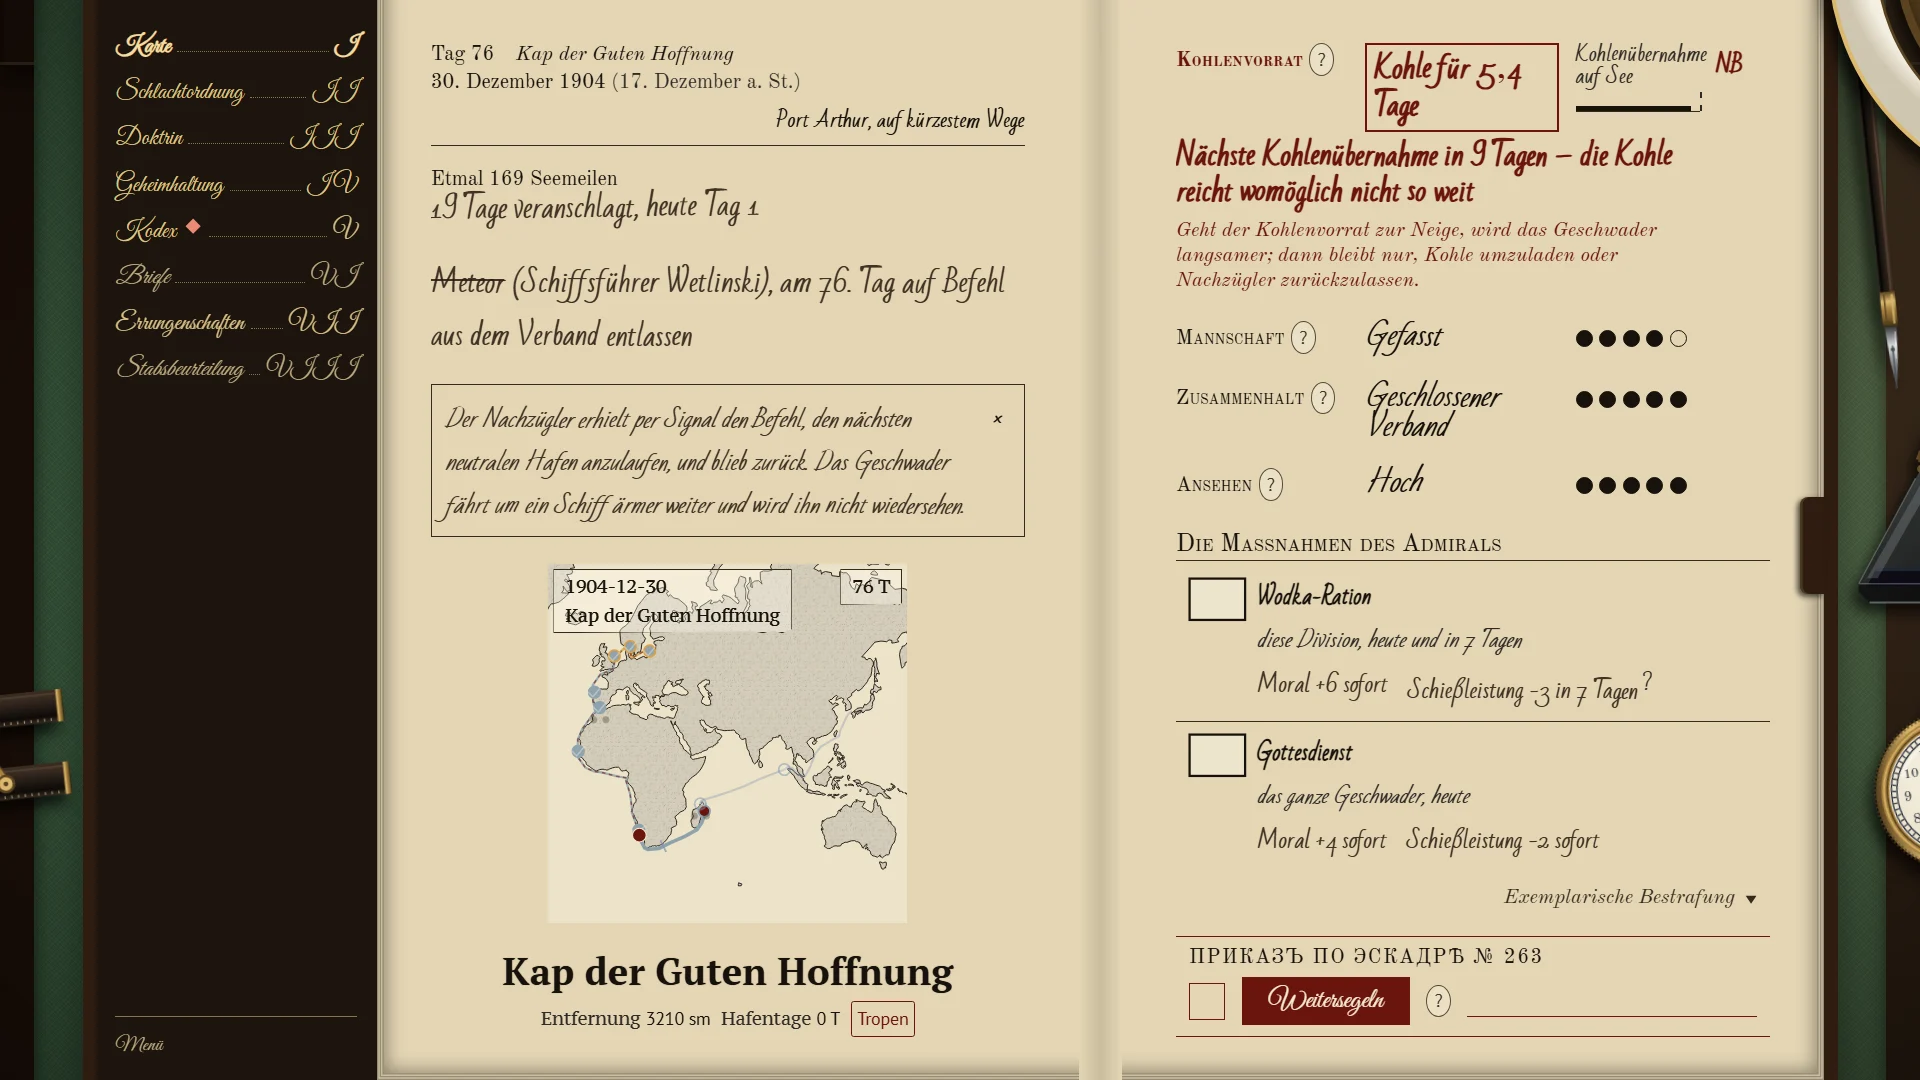 Karte I
Schlachtordnung II
Doktrin III
Geheimhaltung IV
Kodex V
Briefe VI
Errungenschaften VII
Stabsbeurteilung VIII
Menü
Tag 76 Kap der Guten Hoffnung
30. Dezember 1904 (17. Dezember a. St.)
Port Arthur, auf kürzestem Wege
Etmal 169 Seemeilen
19 Tage veranschlagt, heute Tag 1
Meteor (Schiffsführer Wetlinski), am 76. Tag auf Befehl
aus dem Verband entlassen
Der Nachzügler erhielt per Signal den Befehl, den nächsten ×
neutralen Hafen anzulaufen, und blieb zurück. Das Geschwader
fährt um ein Schiff ärmer weiter und wird ihn nicht wiedersehen.
1904-12-30
Kap der Guten Hoffnung
76 T
Kap der Guten Hoffnung
Entfernung 3210 sm Hafentage 0 T Tropen
Kohlenvorrat ?
Kohle für 5,4
Tage
Kohlenübernahme
auf See
NB
Nächste Kohlenübernahme in 9 Tagen – die Kohle
reicht womöglich nicht so weit
Geht der Kohlenvorrat zur Neige, wird das Geschwader
langsamer; dann bleibt nur, Kohle umzuladen oder
Nachzügler zurückzulassen.
Mannschaft ? Gefasst
Zusammenhalt ? Geschlossener
Verband
Ansehen ? Hoch
Die Massnahmen des Admirals
Wodka-Ration
diese Division, heute und in 7 Tagen
Moral +6 sofort Schießleistung -3 in 7 Tagen ?
Gottesdienst
das ganze Geschwader, heute
Moral +4 sofort Schießleistung -2 sofort
Exemplarische Bestrafung ▼
ПРИКАЗЪ ПО ЭСКАДРѢ № 263
Weitersegeln ?
10
9
8